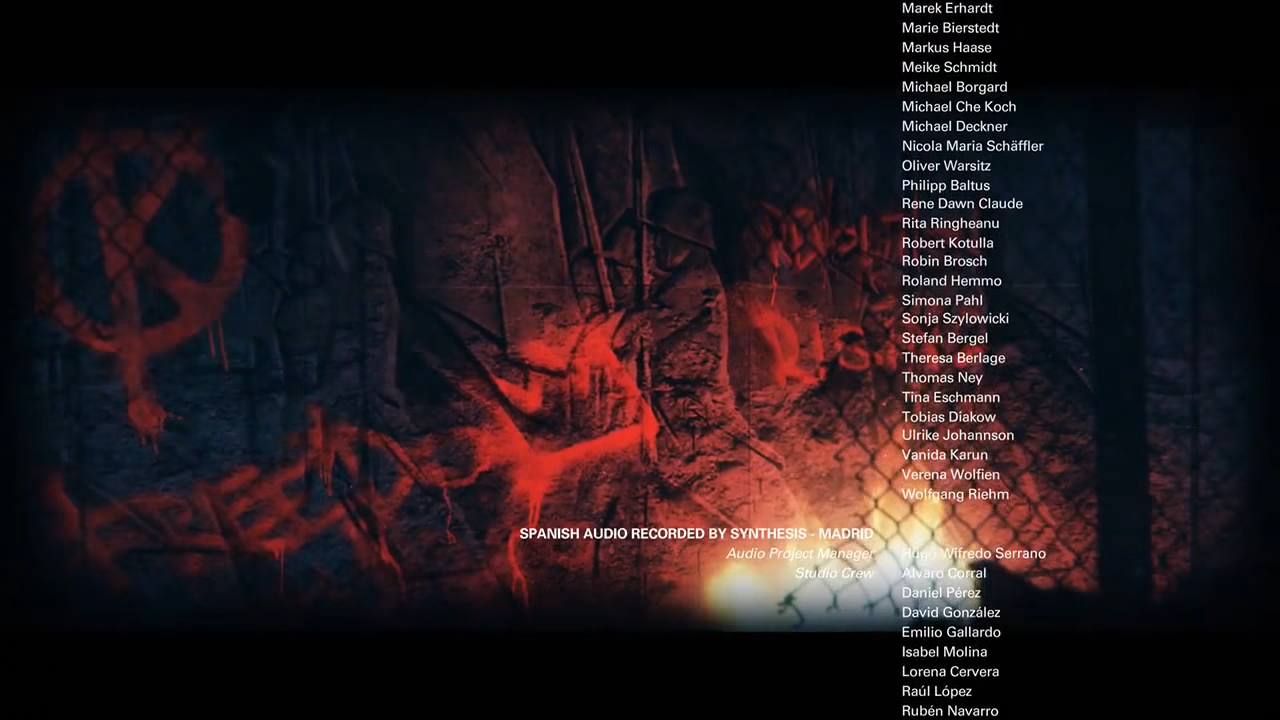 Marek Erhardt
Marie Bierstedt
Markus Haase
Meike Schmidt
Michael Borgard
Michael Che Koch
Michael Deckner
Nicola Maria Schäffler
Oliver Warsitz
Philipp Baltus
Rene Dawn Claude
Rita Ringheanu
Robert Kotulla
Robin Brosch
Roland Hemmo
Simona Pahl
Sonja Szylowicki
Stefan Bergel
Theresa Berlage
Thomas Ney
Tina Eschmann
Tobias Diakow
Ulrike Johannson
Vanida Karun
Verena Wolfien
Wolfgang Riehm
SPANISH AUDIO RECORDED BY SYNTHESIS - MADRID
Audio Project Manager Hugo Wifredo Serrano
Studio Crew Álvaro Corral
Daniel Pérez
David González
Emilio Gallardo
Isabel Molina
Lorena Cervera
Raúl López
Rubén Navarro